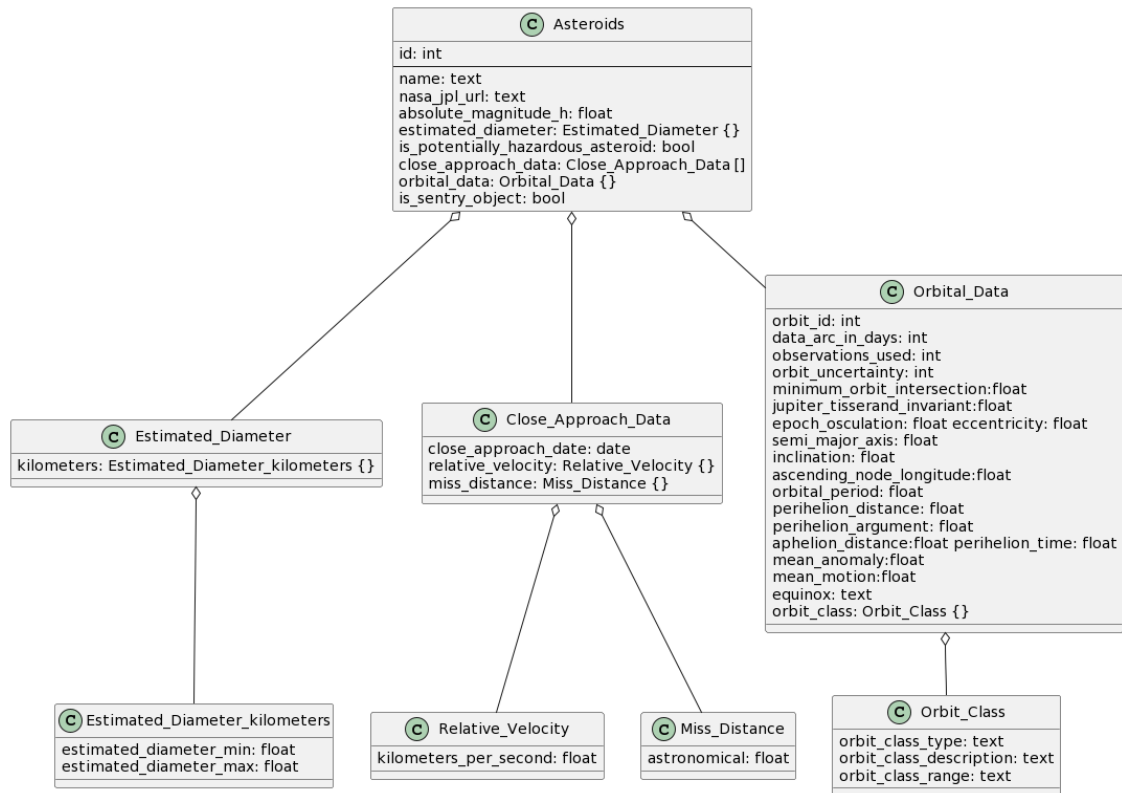 C Asteroids
id: int
name: text
nasa_jpl_url: text
absolute_magnitude_h: float
estimated_diameter: Estimated_Diameter {}
is_potentially_hazardous_asteroid: bool
close_approach_data: Close_Approach_Data []
orbital_data: Orbital_Data {}
is_sentry_object: bool
C Estimated_Diameter
kilometers: Estimated_Diameter_kilometers {}
C Close_Approach_Data
close_approach_date: date
relative_velocity: Relative_Velocity {}
miss_distance: Miss_Distance {}
C Orbital_Data
orbit_id: int
data_arc_in_days: int
observations_used: int
orbit_uncertainty: int
minimum_orbit_intersection:float
jupiter_tisserand_invariant:float
epoch_osculation: float eccentricity: float
semi_major_axis: float
inclination: float
ascending_node_longitude:float
orbital_period: float
perihelion_distance: float
perihelion_argument: float
aphelion_distance:float perihelion_time: float
mean_anomaly:float
mean_motion:float
equinox: text
orbit_class: Orbit_Class {}
C Estimated_Diameter_kilometers
estimated_diameter_min: float
estimated_diameter_max: float
C Relative_Velocity
kilometers_per_second: float
C Miss_Distance
astronomical: float
C Orbit_Class
orbit_class_type: text
orbit_class_description: text
orbit_class_range: text